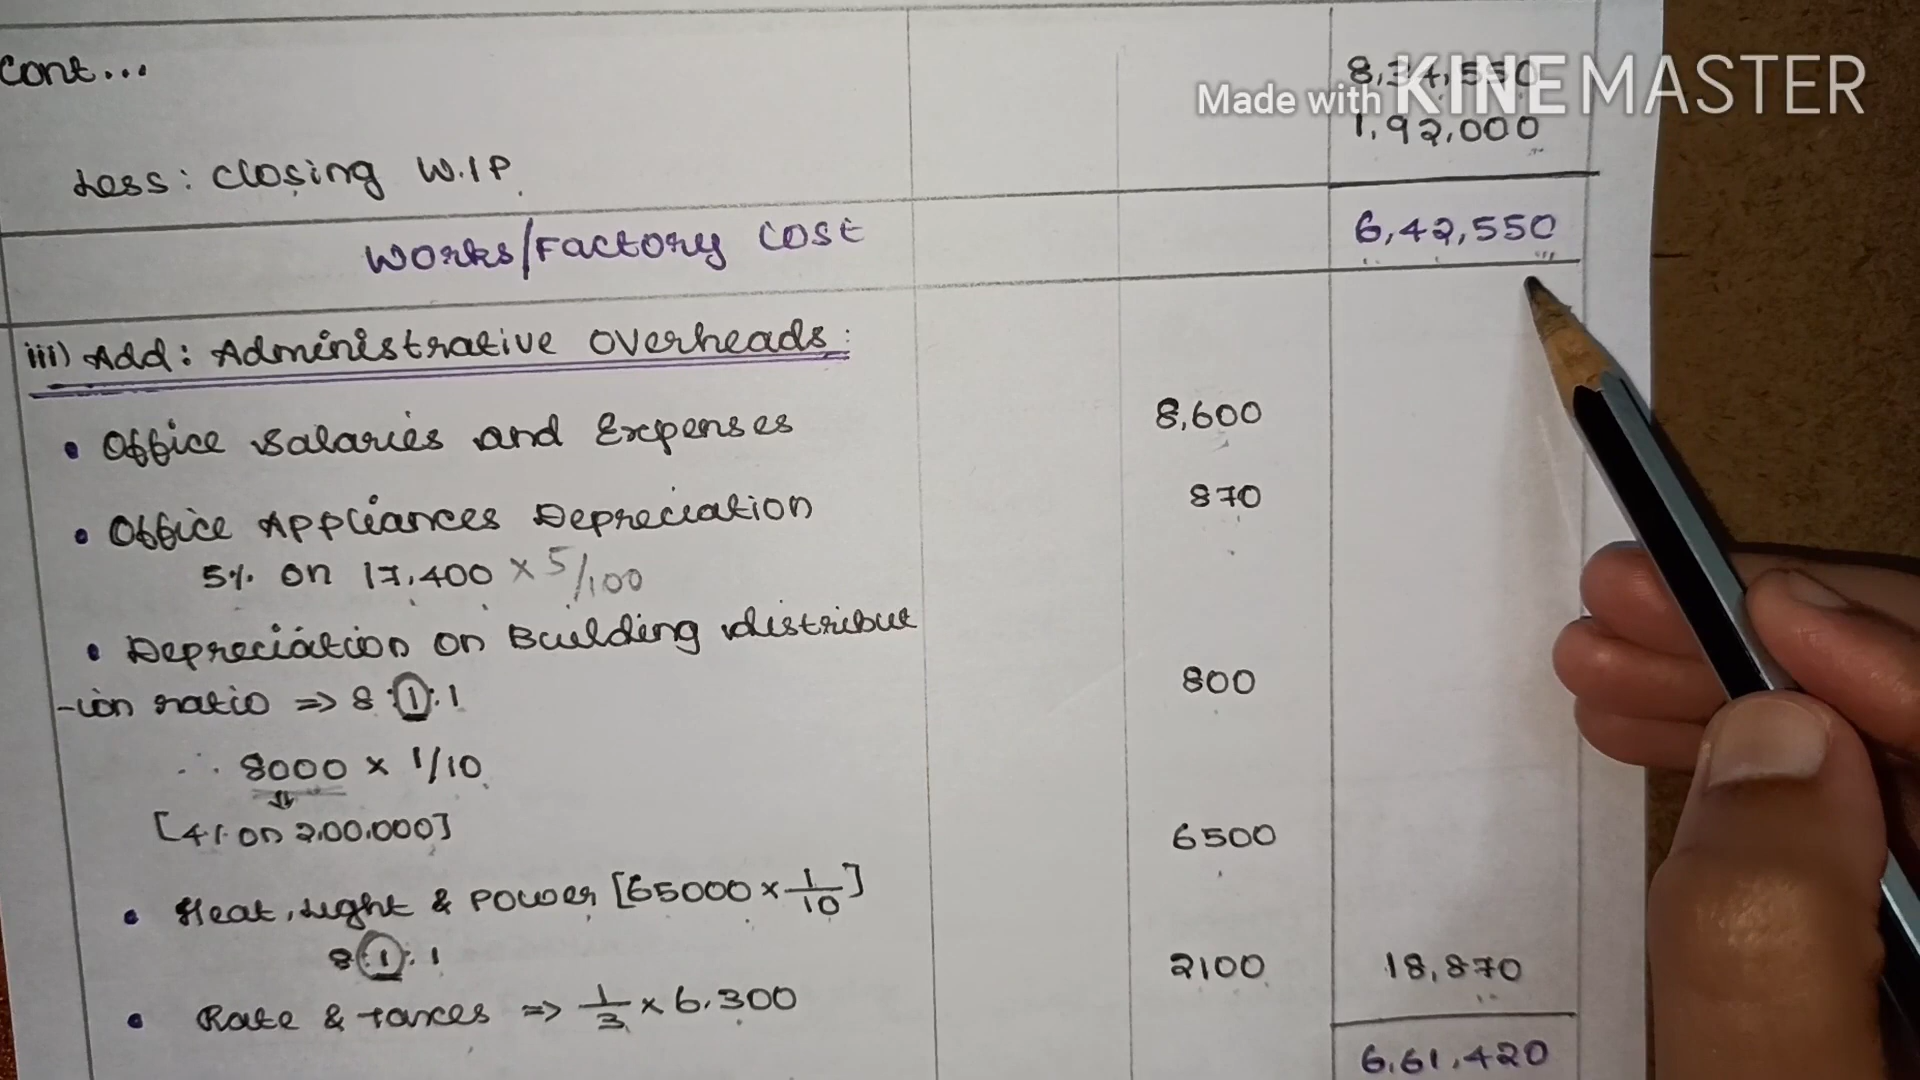 Cont... 8,34,550
Made with KINEMASTER
1,92,000
Less: Closing W.I.P.
Works/Factory Cost 6,42,550
iii) Add: Administrative Overheads:
• Office Salaries and Expenses 8,600
• Office Appliances Depreciation 870
5% on 17,400 × 5/100
• Depreciation on Building distribut
-ion ratio ⇒ 8:1:1 800
∴ 8000 × 1/10
[4% on 2,00,000]
• Heat, Light & Power [65000 × 1/10] 6500
8:1:1
• Rate & taxes ⇒ 1/3 × 6,300 2100 18,870
6,61,420